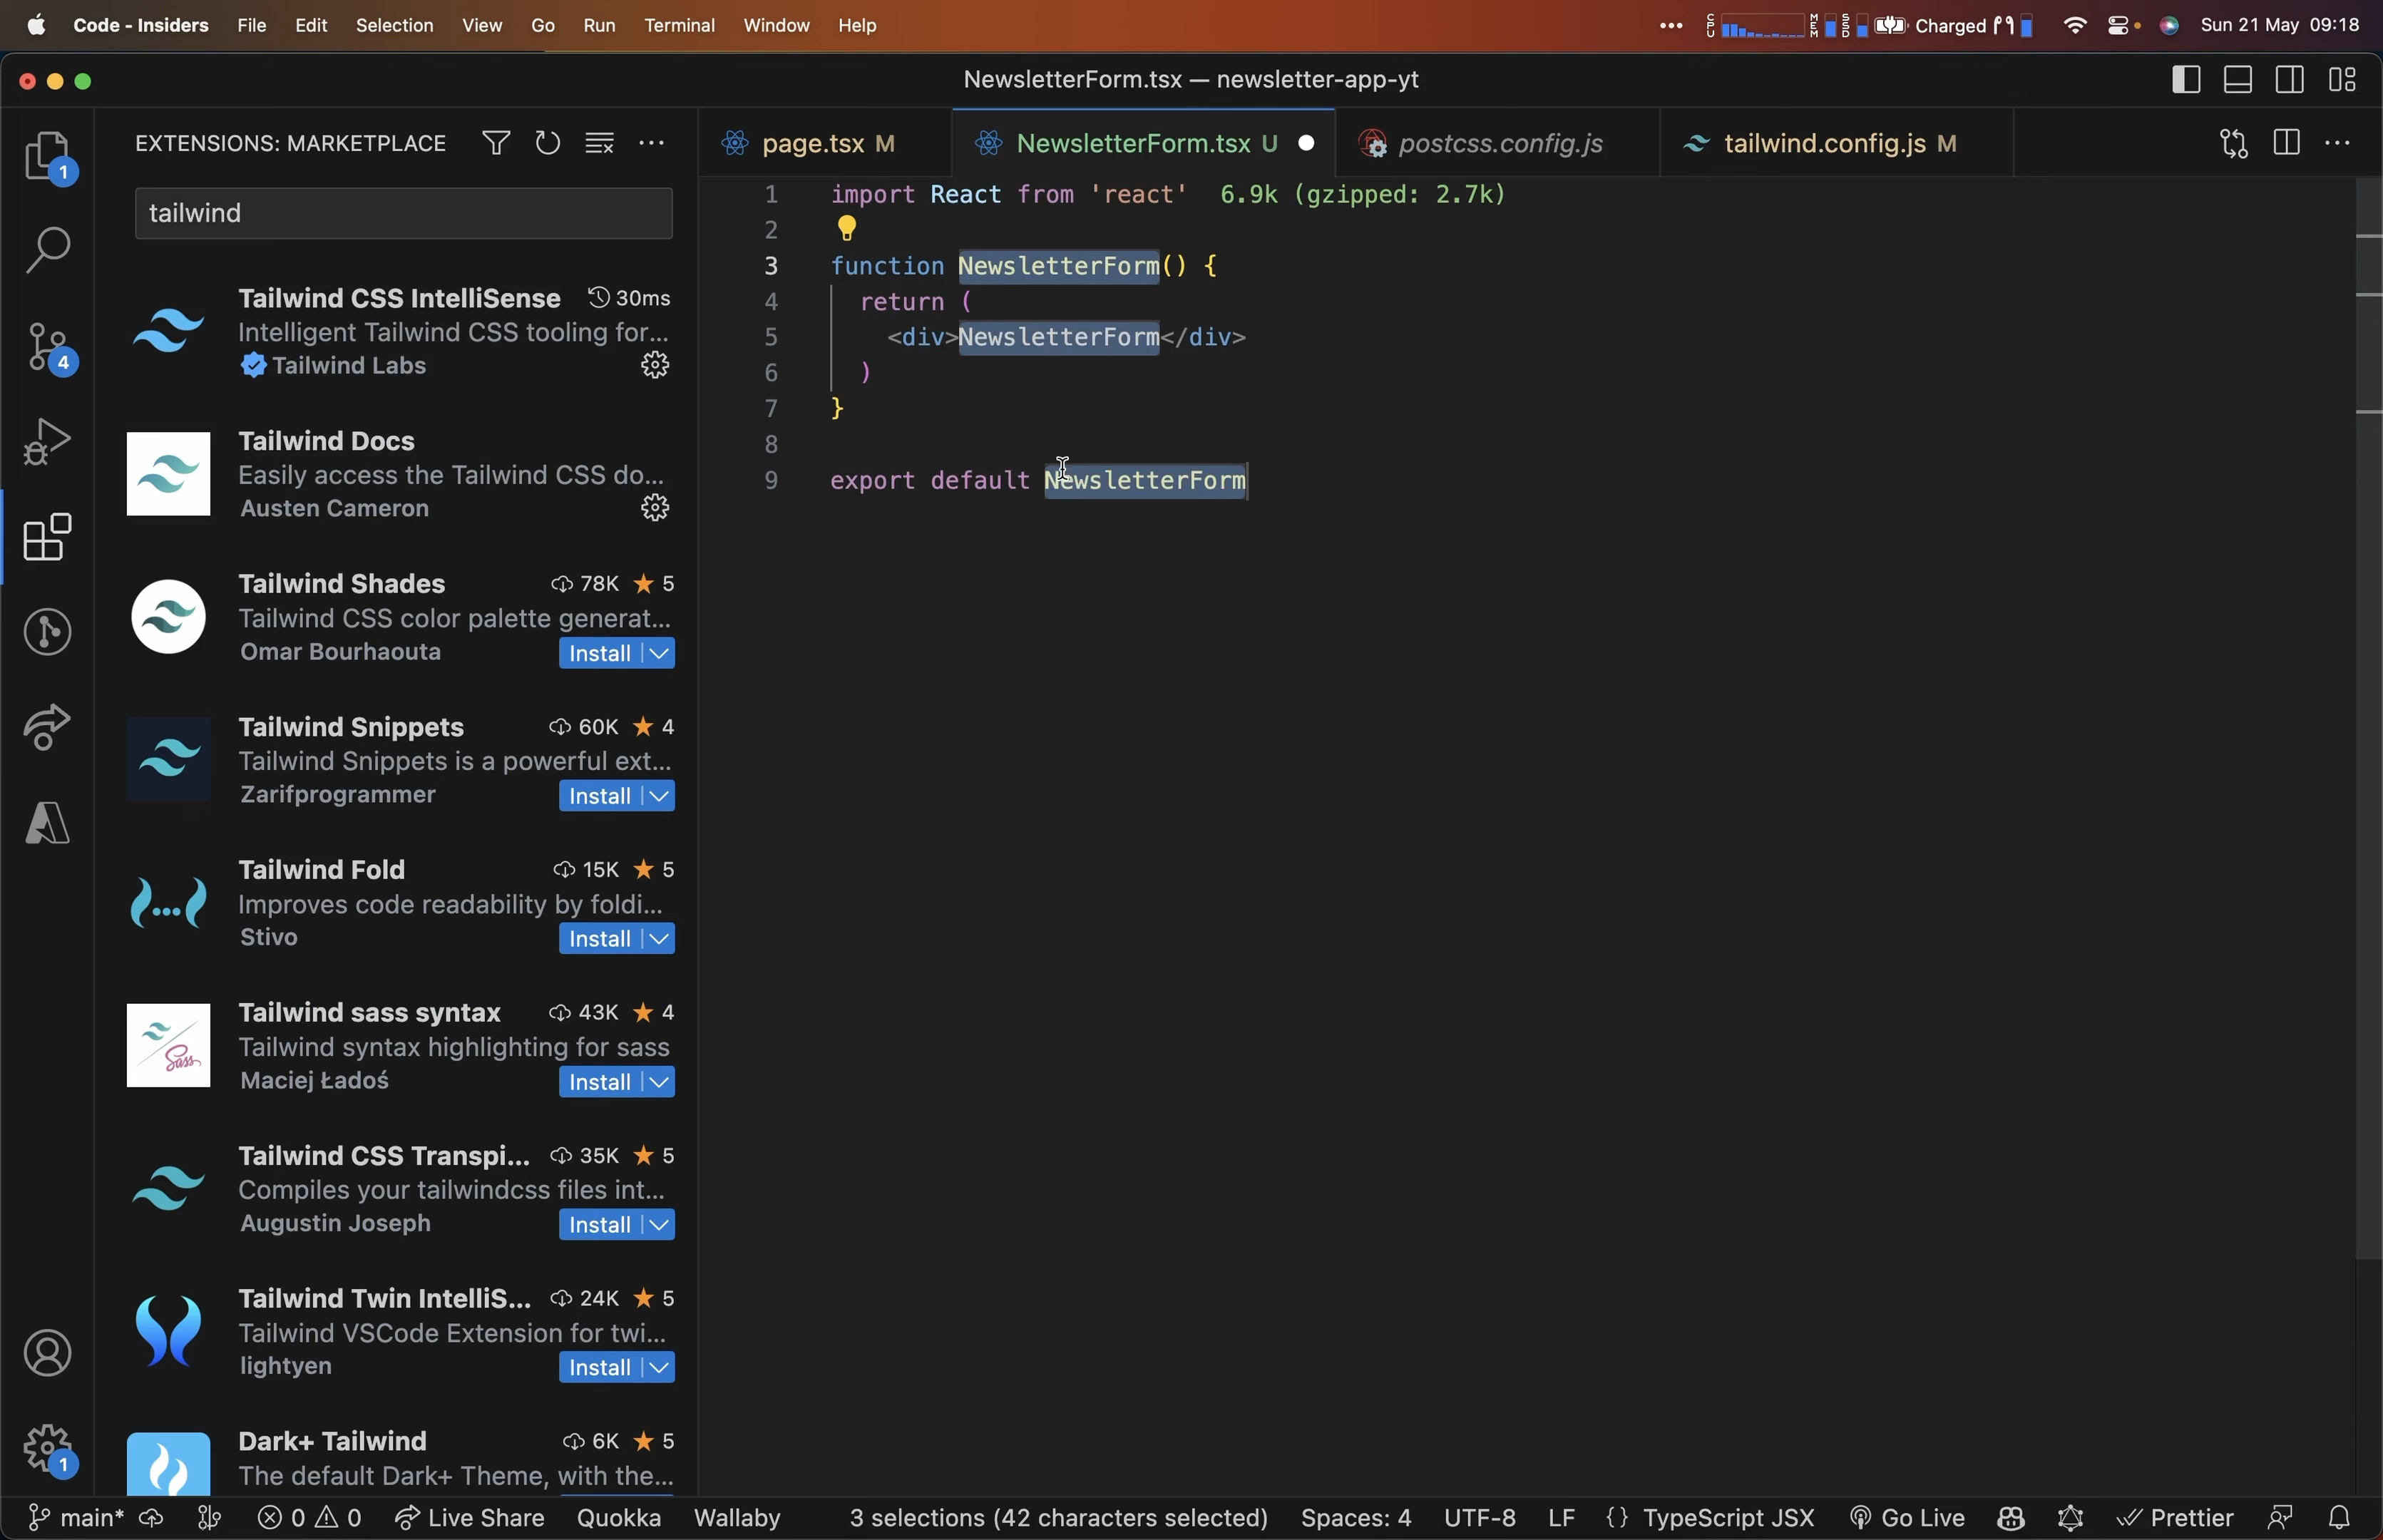 Code - Insiders File Edit Selection View Go Run Terminal Window Help
CPU MEM SSD Charged Sun 21 May 09:18
NewsletterForm.tsx — newsletter-app-yt
EXTENSIONS: MARKETPLACE
page.tsx M NewsletterForm.tsx U postcss.config.js tailwind.config.js M
1
4
1
tailwind
Tailwind CSS IntelliSense 30ms
Intelligent Tailwind CSS tooling for...
Tailwind Labs
Tailwind Docs
Easily access the Tailwind CSS do...
Austen Cameron
Tailwind Shades 78K 5
Tailwind CSS color palette generat...
Omar Bourhaouta Install
Tailwind Snippets 60K 4
Tailwind Snippets is a powerful ext...
Zarifprogrammer Install
Tailwind Fold 15K 5
Improves code readability by foldi...
Stivo Install
Tailwind sass syntax 43K 4
Tailwind syntax highlighting for sass
Sass
Maciej Ładoś Install
Tailwind CSS Transpi... 35K 5
Compiles your tailwindcss files int...
Augustin Joseph Install
Tailwind Twin IntelliS... 24K 5
Tailwind VSCode Extension for twi...
lightyen Install
Dark+ Tailwind 6K 5
The default Dark+ Theme, with the...
1 import React from 'react' 6.9k (gzipped: 2.7k)
2
3 function NewsletterForm() {
4 return (
5 <div>NewsletterForm</div>
6 )
7 }
8
9 export default NewsletterForm
main* 0 0 Live Share Quokka Wallaby 3 selections (42 characters selected) Spaces: 4 UTF-8 LF {} TypeScript JSX Go Live Prettier